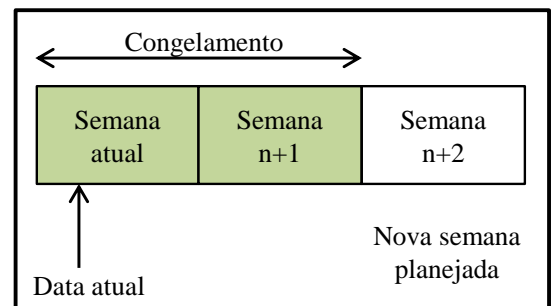 Congelamento
Semana atual
Semana n+1
Semana n+2
Data atual
Nova semana
planejada